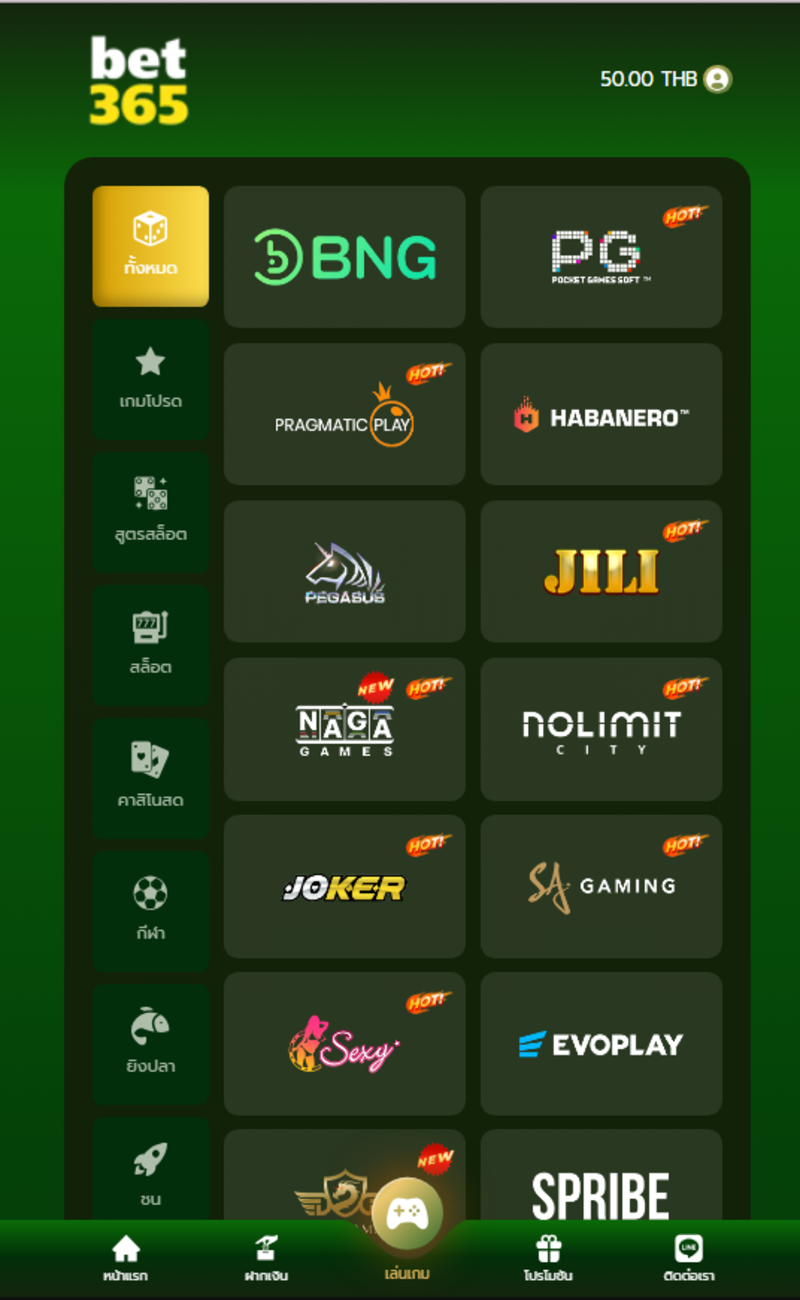 bet
365
50.00 THB
ทั้งหมด
เกมโปรด
สูตรสล็อต
777
สล็อต
คาสิโนสด
กีฬา
ยิงปลา
ชน
BNG
HOT!
PG
POCKET GAMES SOFT™
HOT!
PRAGMATIC PLAY
HABANERO™
PEGASUS
HOT!
JILI
NEW HOT!
NAGA
GAMES
HOT!
NOLIMIT
CITY
HOT!
JOKER
HOT!
SA GAMING
HOT!
Sexy
EVOPLAY
NEW
SPRIBE
หน้าแรก
ฝากเงิน
เล่นเกม
โปรโมชัน
LINE
ติดต่อเรา